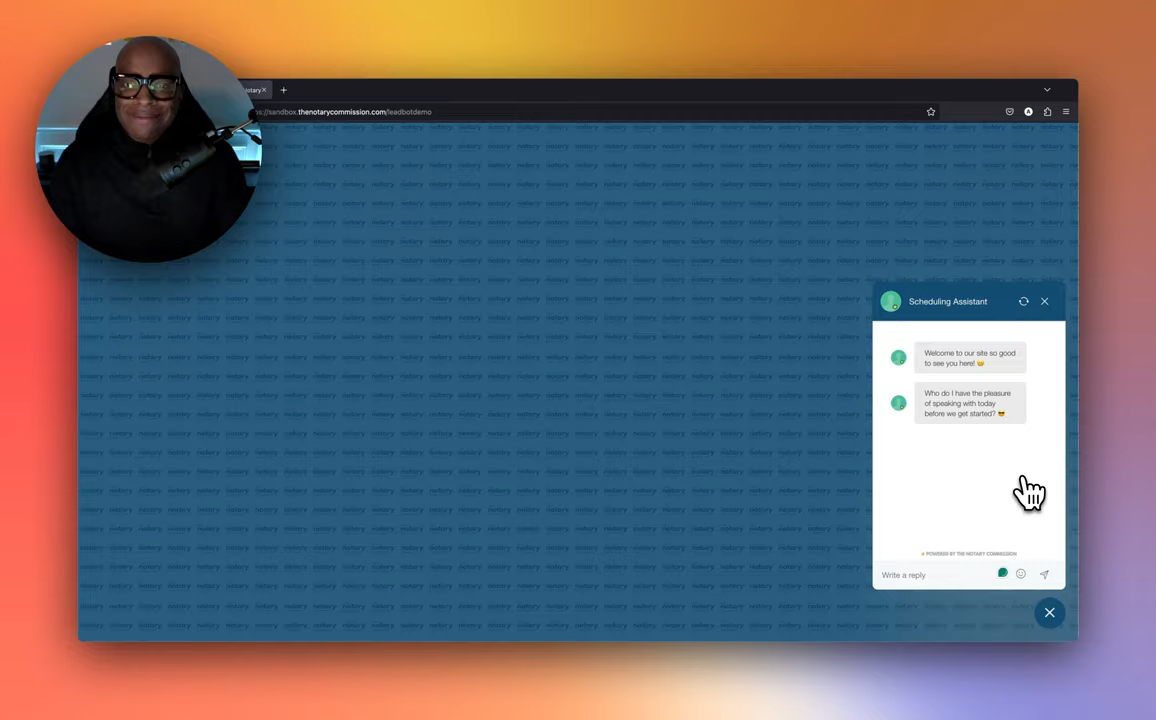 notary
s://sandbox.thenotarycommission.com/leadbotdemo
A
Scheduling Assistant
Welcome to our site so good
to see you here! 😊
Who do I have the pleasure
of speaking with today
before we get started? 😎
⚡ POWERED BY THE NOTARY COMMISSION
Write a reply